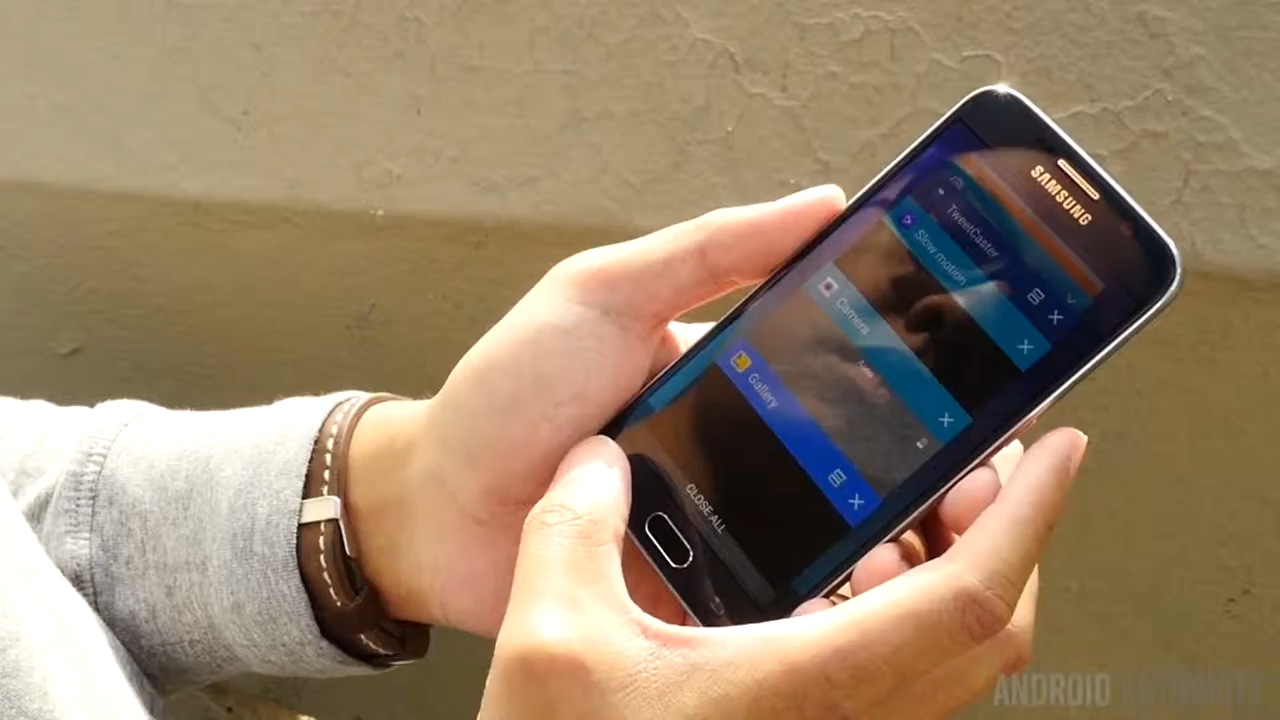 SAMSUNG
TweetCaster
Slow motion
Camera
Gallery
CLOSE ALL
ANDROID AUTHORITY